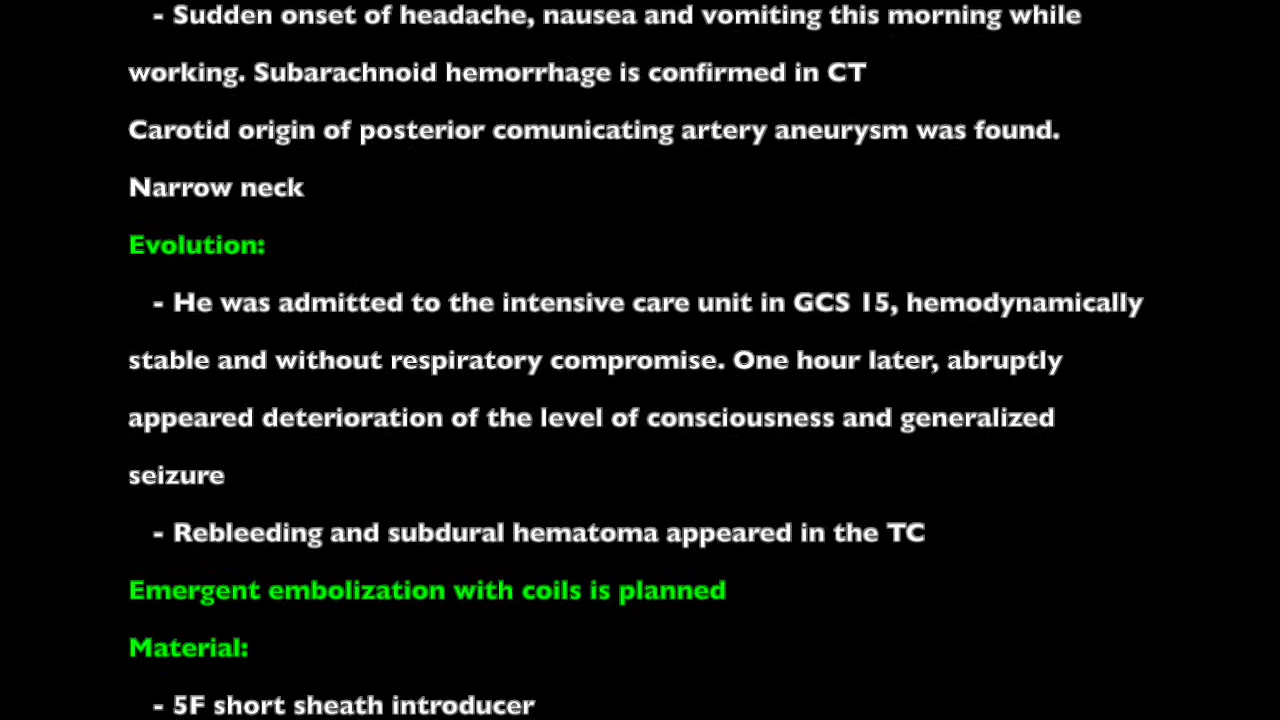 - Sudden onset of headache, nausea and vomiting this morning while
working. Subarachnoid hemorrhage is confirmed in CT
Carotid origin of posterior comunicating artery aneurysm was found.
Narrow neck
Evolution:
- He was admitted to the intensive care unit in GCS 15, hemodynamically
stable and without respiratory compromise. One hour later, abruptly
appeared deterioration of the level of consciousness and generalized
seizure
- Rebleeding and subdural hematoma appeared in the TC
Emergent embolization with coils is planned
Material:
- 5F short sheath introducer